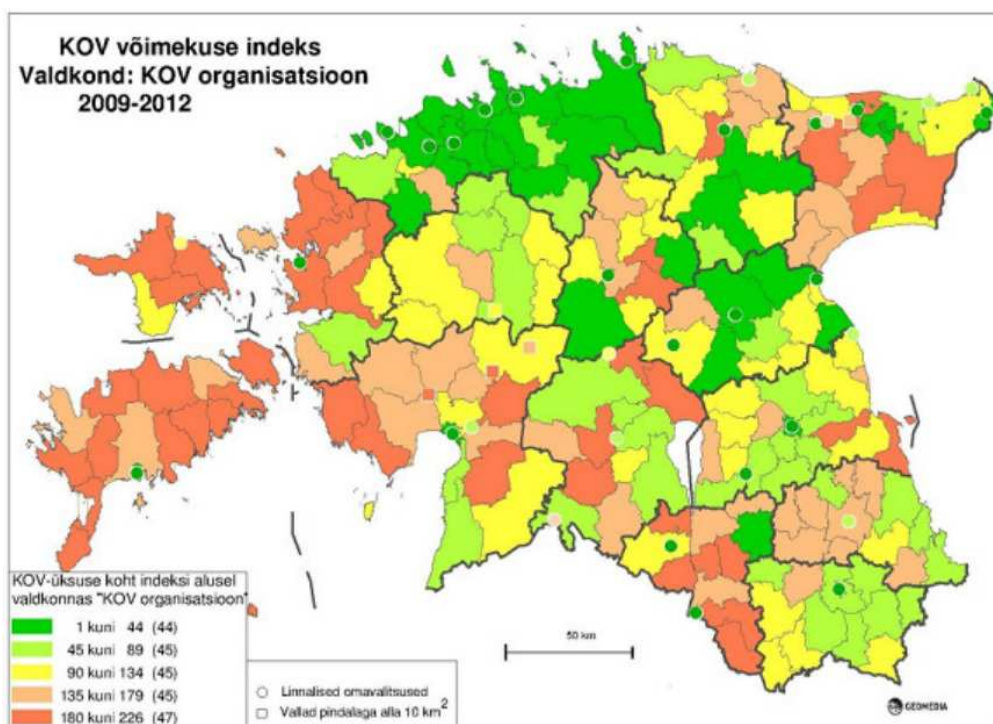 KOV võimekuse indeks
Valdkond: KOV organisatsioon
2009-2012
KOV-üksuse koht indeksi alusel
valdkonnas "KOV organisatsioon"
1 kuni 44 (44)
45 kuni 89 (45)
90 kuni 134 (45)
135 kuni 179 (45)
180 kuni 226 (47)
50 km
Linnalised omavalitsused
Vallad pindalaga alla 10 km²
GEOMEDIA